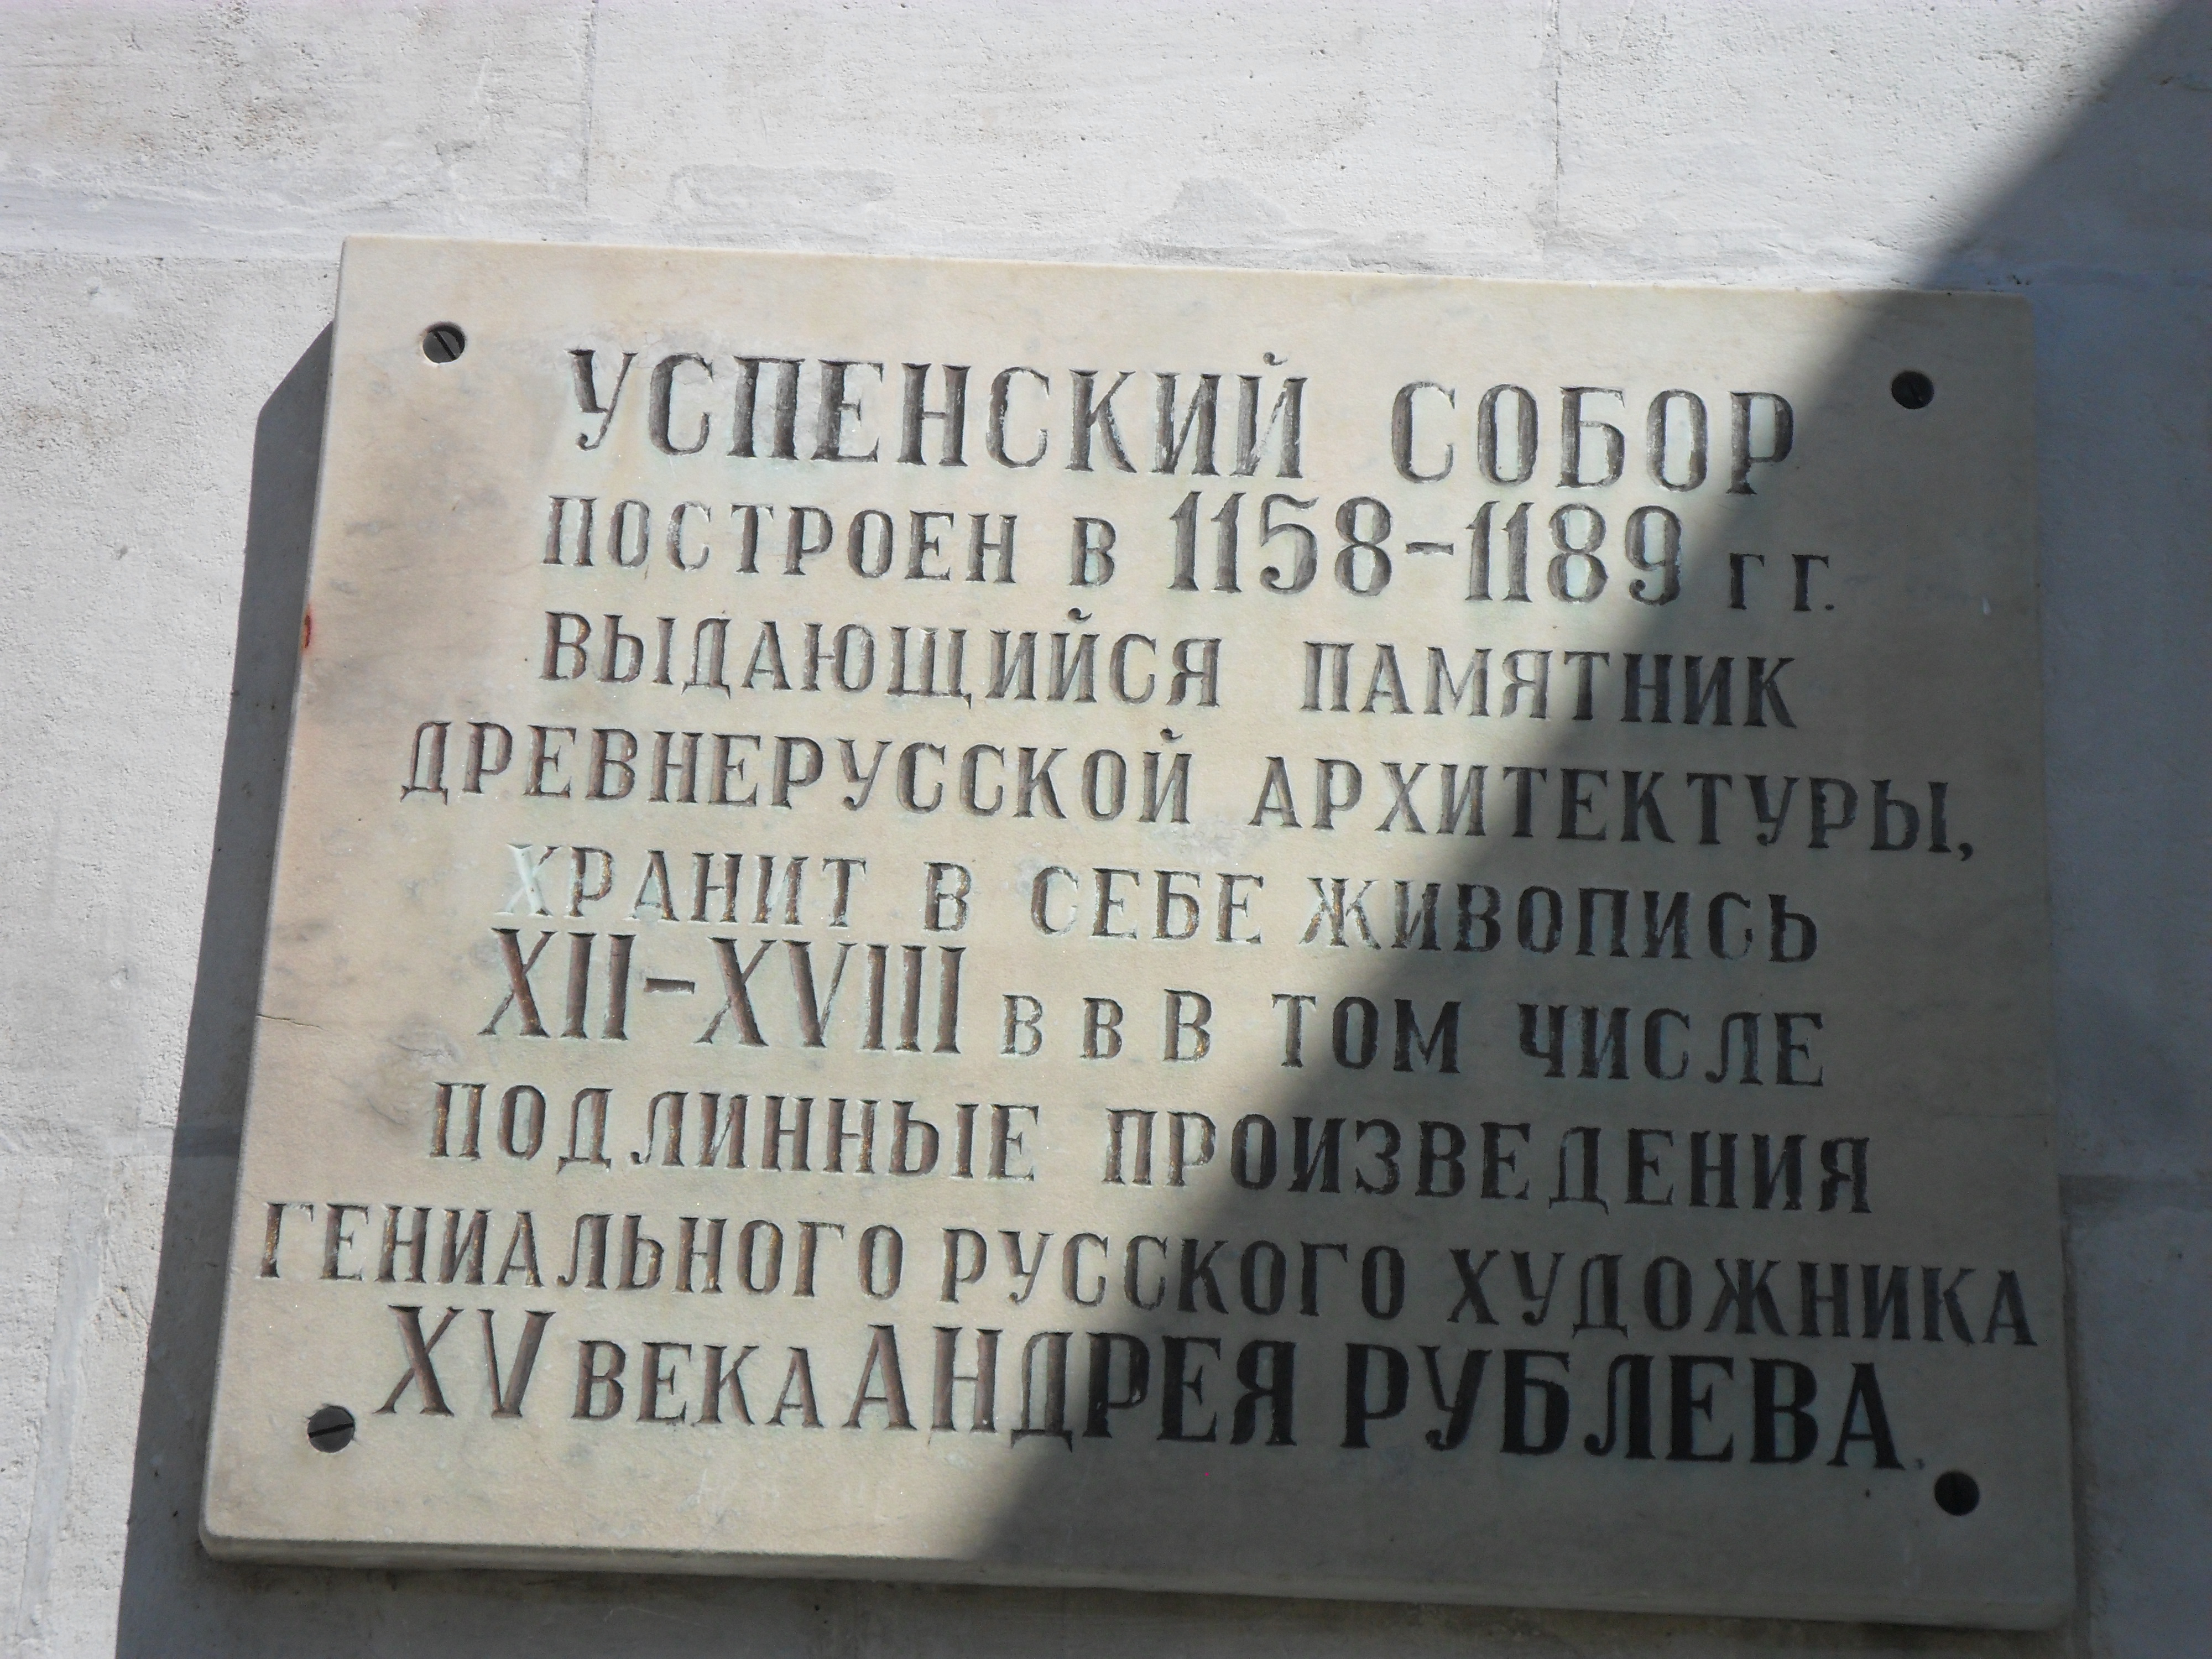 УСПЕНСКИЙ СОБОР
ПОСТРОЕН В 1158-1189 ГГ.
ВЫДАЮЩИЙСЯ ПАМЯТНИК
ДРЕВНЕРУССКОЙ АРХИТЕКТУРЫ,
ХРАНИТ В СЕБЕ ЖИВОПИСЬ
XII-XVIII В В В ТОМ ЧИСЛЕ
ПОДЛИННЫЕ ПРОИЗВЕДЕНИЯ
ГЕНИАЛЬНОГО РУССКОГО ХУДОЖНИКА
XV ВЕКА АНДРЕЯ РУБЛЕВА.